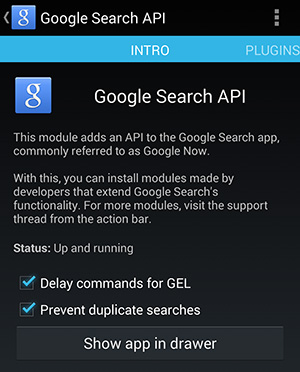 Google Search API
INTRO
PLUGINS
Google Search API
This module adds an API to the Google Search app,
commonly referred to as Google Now.
With this, you can install modules made by
developers that extend Google Search's
functionality. For more modules, visit the support
thread from the action bar.
Status: Up and running
Delay commands for GEL
Prevent duplicate searches
Show app in drawer